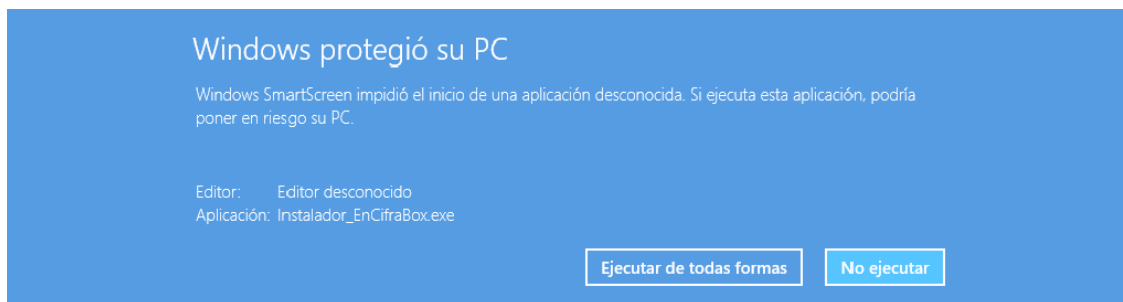 Windows protegió su PC
Windows SmartScreen impidió el inicio de una aplicación desconocida. Si ejecuta esta aplicación, podría
poner en riesgo su PC.
Editor: Editor desconocido
Aplicación: Instalador_EnCifraBox.exe
Ejecutar de todas formas No ejecutar